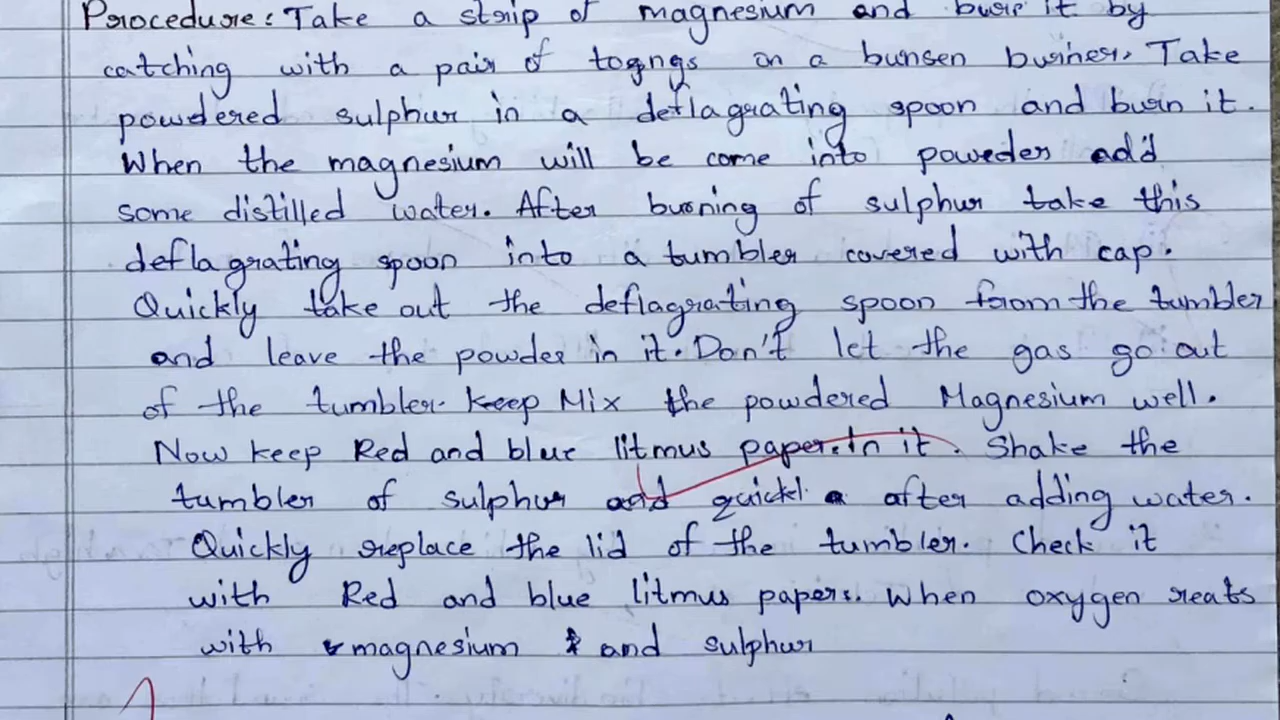 Procedure: Take a strip of magnesium and burn it by
catching with a pair of togngs on a bunsen burner. Take
powdered sulphur in a deflagrating spoon and burn it.
When the magnesium will be come into poweder add
some distilled water. After burning of sulphur take this
deflagrating spoon into a tumbler covered with cap.
Quickly take out the deflagrating spoon from the tumbler
and leave the powder in it. Don't let the gas go out
of the tumbler. Keep Mix the powdered Magnesium well.
Now keep Red and blue litmus paper. In it. Shake the
tumbler of sulphur and quickl after adding water.
Quickly replace the lid of the tumbler. Check it
with Red and blue litmus papers. When oxygen reats
with magnesium and sulphur